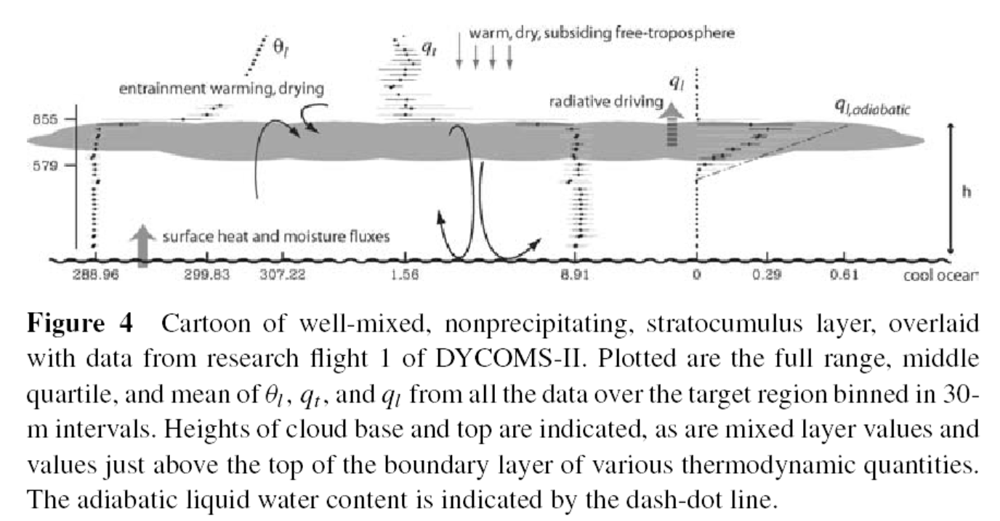 θl
qt
warm, dry, subsiding free-troposphere
entrainment warming, drying
ql
radiative driving
ql,adiabatic
855
579
h
surface heat and moisture fluxes
288.96 299.83 307.22 1.56 8.91 0 0.29 0.61 cool ocean
Figure 4 Cartoon of well-mixed, nonprecipitating, stratocumulus layer, overlaid
with data from research flight 1 of DYCOMS-II. Plotted are the full range, middle
quartile, and mean of θl, qt, and ql from all the data over the target region binned in 30-
m intervals. Heights of cloud base and top are indicated, as are mixed layer values and
values just above the top of the boundary layer of various thermodynamic quantities.
The adiabatic liquid water content is indicated by the dash-dot line.